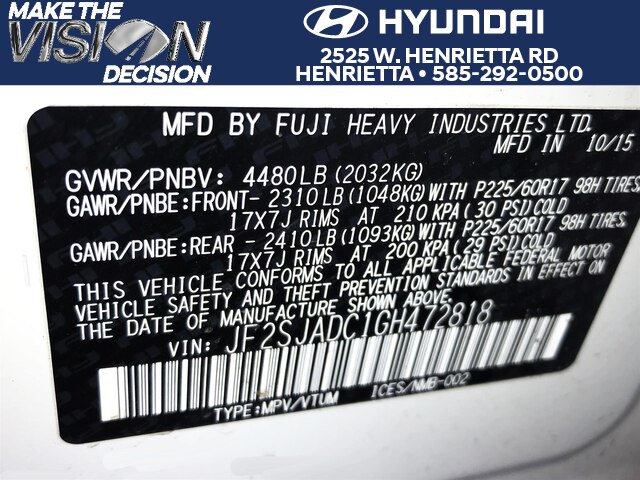 MAKE THE
VISION
DECISION
HYUNDAI
2525 W. HENRIETTA RD
HENRIETTA • 585-292-0500
MFD BY FUJI HEAVY INDUSTRIES LTD.
MFD IN 10/15
GVWR/PNBV: 4480LB (2032KG)
GAWR/PNBE:FRONT- 2310LB (1048KG) WITH P225/60R17 98H TIRES,
17X7J RIMS AT 210 KPA (30 PSI) COLD
GAWR/PNBE:REAR - 2410LB (1093KG) WITH P225/60R17 98H TIRES,
17X7J RIMS AT 200 KPA (29 PSI) COLD
THIS VEHICLE CONFORMS TO ALL APPLICABLE FEDERAL MOTOR
VEHICLE SAFETY AND THEFT PREVENTION STANDARDS IN EFFECT ON
THE DATE OF MANUFACTURE SHOWN ABOVE.
VIN: JF2SJADC1GH472818
TYPE:MPV/VTUM ICES/NMB-002